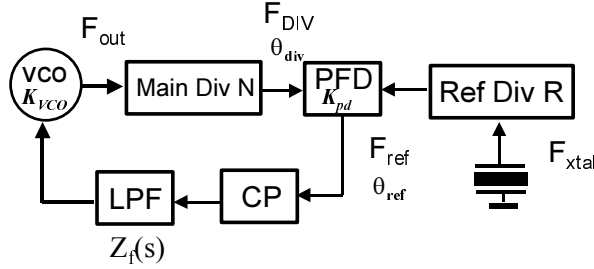 F_DIV
F_out
θ_div
VCO
K_VCO
Main Div N
PFD
K_pd
Ref Div R
F_ref
θ_ref
F_xtal
LPF
CP
Z_f(s)